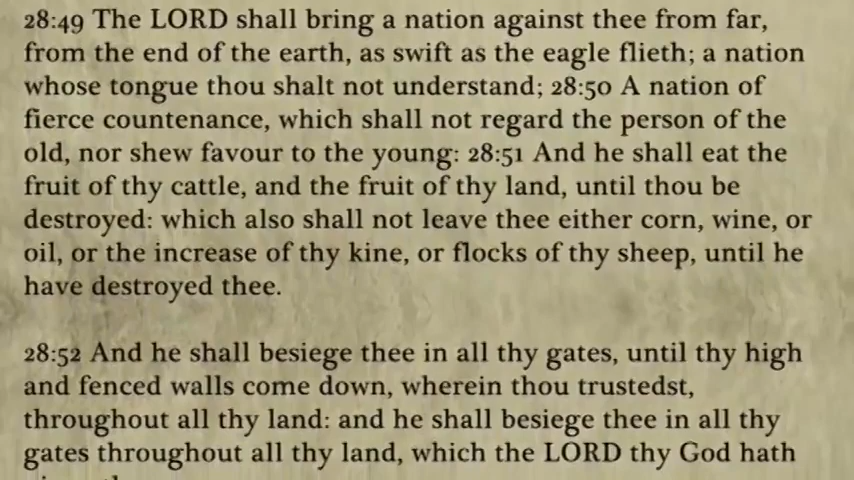 28:49 The LORD shall bring a nation against thee from far,
from the end of the earth, as swift as the eagle flieth; a nation
whose tongue thou shalt not understand; 28:50 A nation of
fierce countenance, which shall not regard the person of the
old, nor shew favour to the young: 28:51 And he shall eat the
fruit of thy cattle, and the fruit of thy land, until thou be
destroyed: which also shall not leave thee either corn, wine, or
oil, or the increase of thy kine, or flocks of thy sheep, until he
have destroyed thee.
28:52 And he shall besiege thee in all thy gates, until thy high
and fenced walls come down, wherein thou trustedst,
throughout all thy land: and he shall besiege thee in all thy
gates throughout all thy land, which the LORD thy God hath